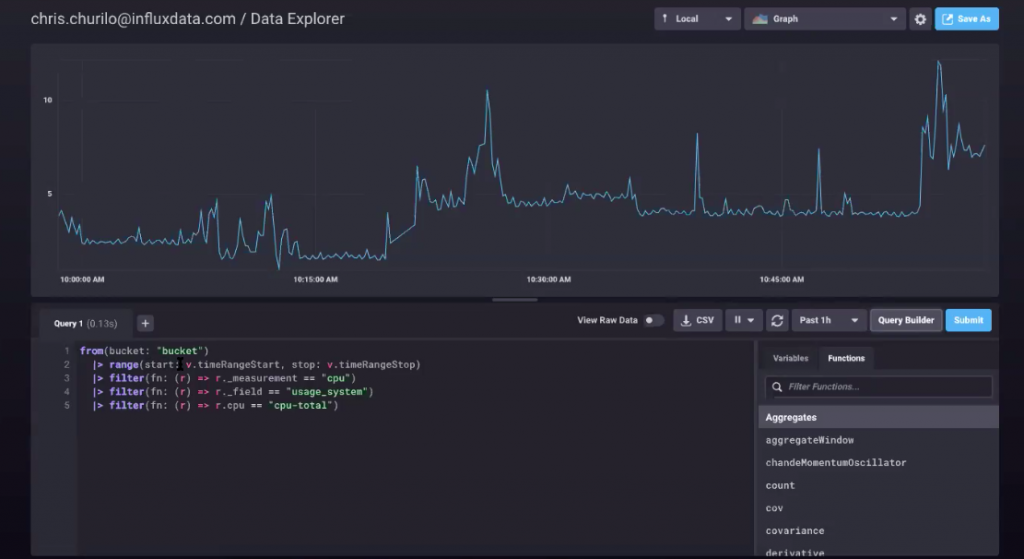 chris.churilo@influxdata.com / Data Explorer
Local
Graph
Save As
10
5
10:00:00 AM
10:15:00 AM
10:30:00 AM
10:45:00 AM
Query 1 (0.13s)
+
View Raw Data
CSV
Past 1h
Query Builder
Submit
1 from(bucket: "bucket")
2 |> range(start: v.timeRangeStart, stop: v.timeRangeStop)
3 |> filter(fn: (r) => r._measurement == "cpu")
4 |> filter(fn: (r) => r._field == "usage_system")
5 |> filter(fn: (r) => r.cpu == "cpu-total")
Variables
Functions
Filter Functions...
Aggregates
aggregateWindow
chandeMomentumOscillator
count
cov
covariance
derivative